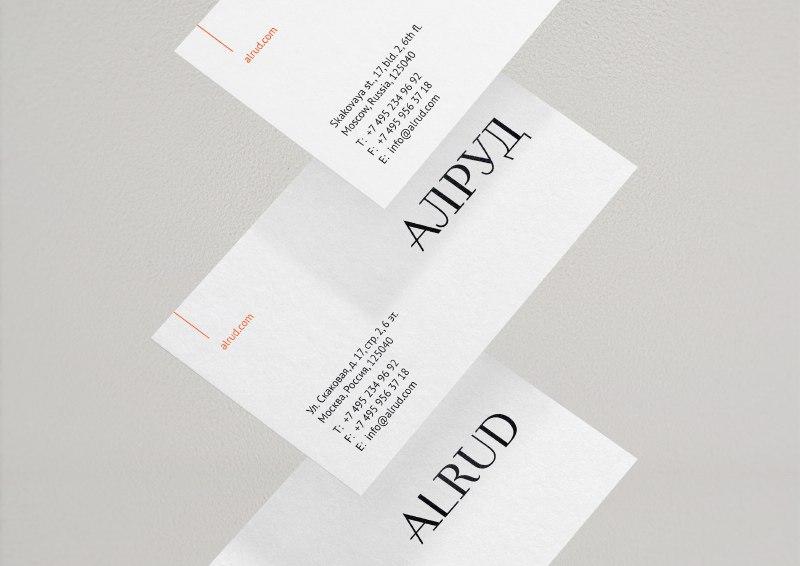 alrud.com
Skakovaya st., 17, bld. 2, 6th fl.
Moscow, Russia, 125040
T: +7 495 234 96 92
F: +7 495 956 37 18
E: info@alrud.com
АЛРУД
alrud.com
Ул. Скаковая, д. 17, стр. 2, 6 эт.
Москва, Россия, 125040
T: +7 495 234 96 92
F: +7 495 956 37 18
E: info@alrud.com
ALRUD